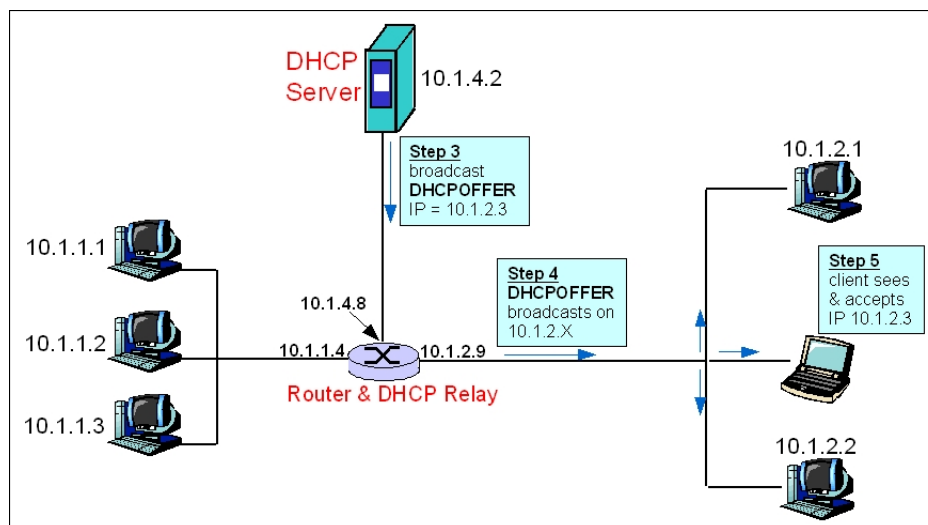 DHCP
Server
10.1.4.2
Step 3
broadcast
DHCPOFFER
IP = 10.1.2.3
10.1.2.1
10.1.1.1
Step 4
DHCPOFFER
broadcasts on
10.1.2.X
Step 5
client sees
& accepts
IP 10.1.2.3
10.1.4.8
10.1.1.2
10.1.1.4
10.1.2.9
Router & DHCP Relay
10.1.1.3
10.1.2.2